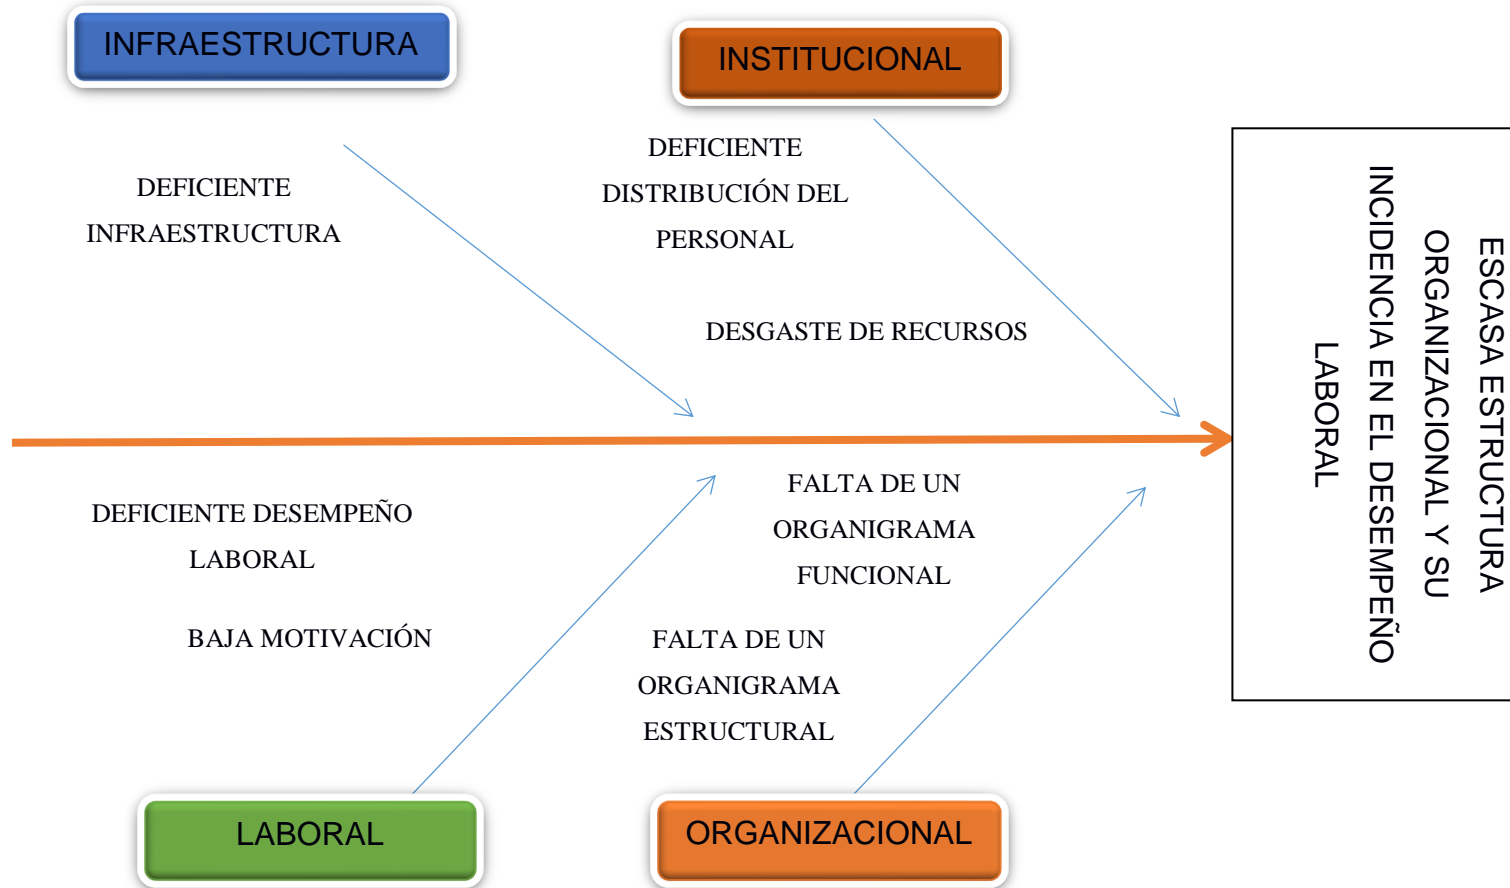 INFRAESTRUCTURA
INSTITUCIONAL
DEFICIENTE
INFRAESTRUCTURA
DEFICIENTE
DISTRIBUCIÓN DEL
PERSONAL
DESGASTE DE RECURSOS
ESCASA ESTRUCTURA
ORGANIZACIONAL Y SU
INCIDENCIA EN EL DESEMPEÑO
LABORAL
DEFICIENTE DESEMPEÑO
LABORAL
BAJA MOTIVACIÓN
FALTA DE UN
ORGANIGRAMA
FUNCIONAL
FALTA DE UN
ORGANIGRAMA
ESTRUCTURAL
LABORAL
ORGANIZACIONAL